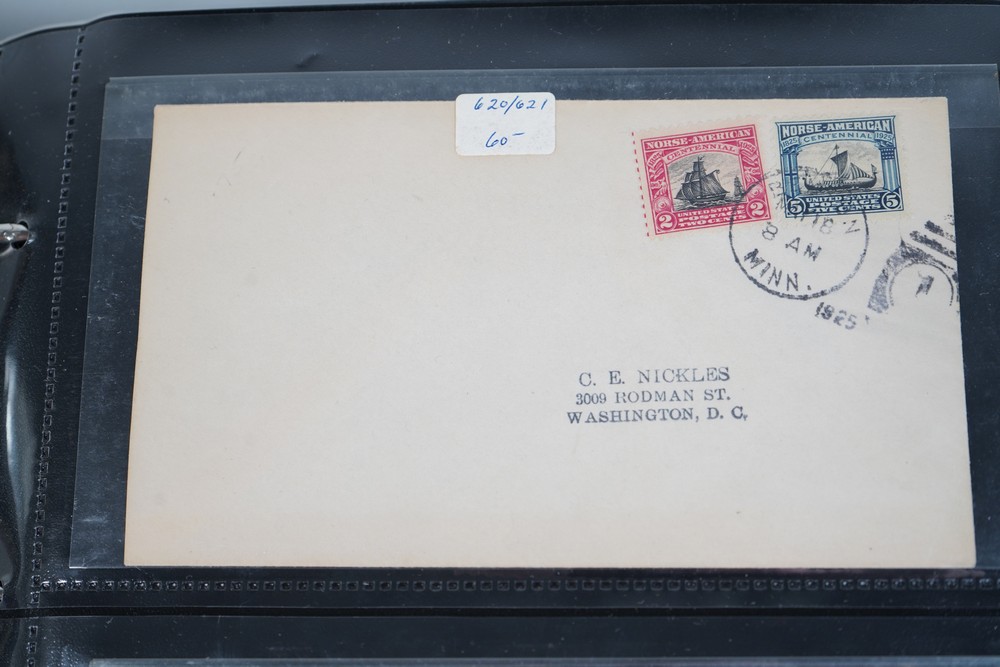 620/621
60-
NORSE-AMERICAN
CENTENNIAL
2 UNITED STATES 2
POSTAGE
TWO CENTS
NORSE-AMERICAN
1825 CENTENNIAL 1925
UNITED STATES
5 POSTAGE 5
FIVE CENTS
18
8 AM
MINN.
1925
C. E. NICKLES
3009 RODMAN ST.
WASHINGTON, D. C.